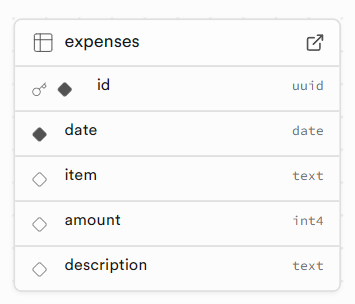 expenses
id uuid
date date
item text
amount int4
description text